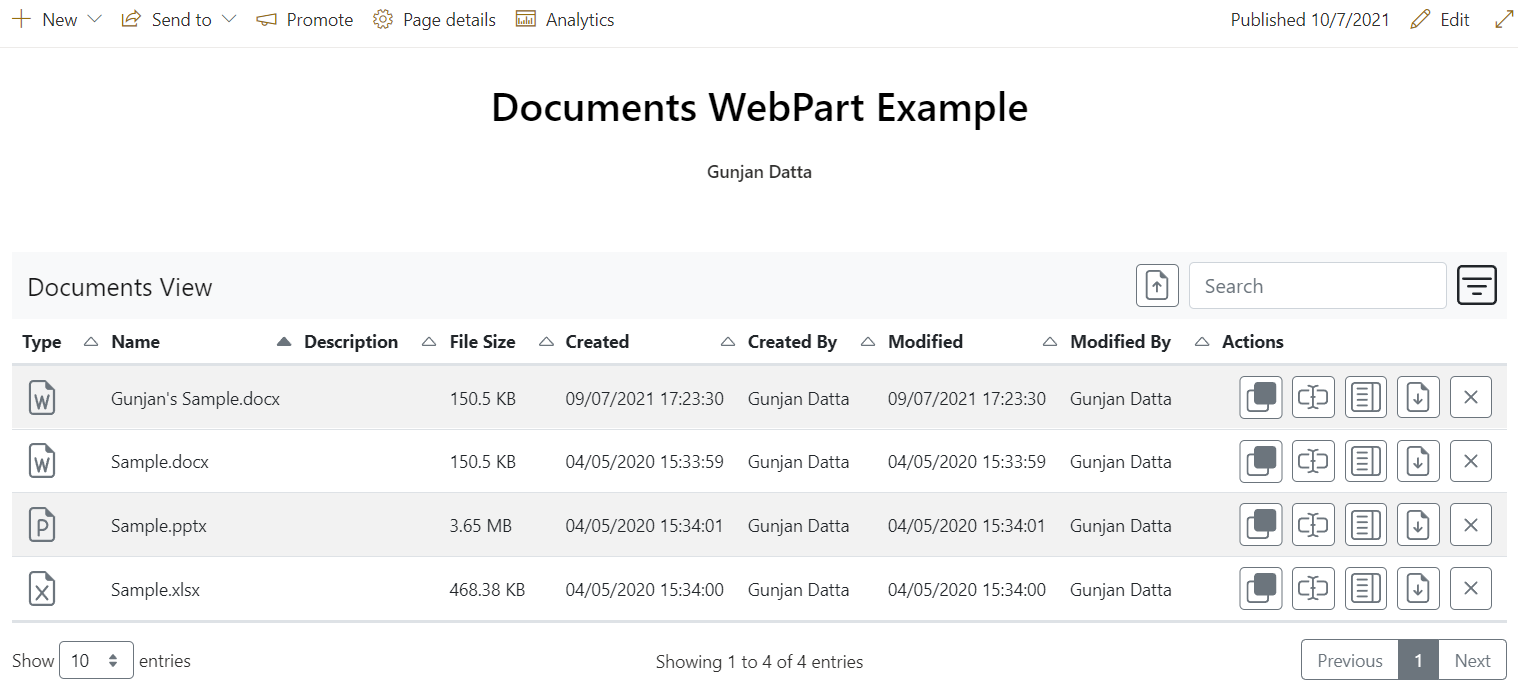 New Send to Promote Page details Analytics Published 10/7/2021 Edit
Documents WebPart Example
Gunjan Datta
Documents View Search
Type Name Description File Size Created Created By Modified Modified By Actions
W Gunjan's Sample.docx 150.5 KB 09/07/2021 17:23:30 Gunjan Datta 09/07/2021 17:23:30 Gunjan Datta
W Sample.docx 150.5 KB 04/05/2020 15:33:59 Gunjan Datta 04/05/2020 15:33:59 Gunjan Datta
P Sample.pptx 3.65 MB 04/05/2020 15:34:01 Gunjan Datta 04/05/2020 15:34:01 Gunjan Datta
X Sample.xlsx 468.38 KB 04/05/2020 15:34:00 Gunjan Datta 04/05/2020 15:34:00 Gunjan Datta
Show 10 entries Showing 1 to 4 of 4 entries Previous 1 Next